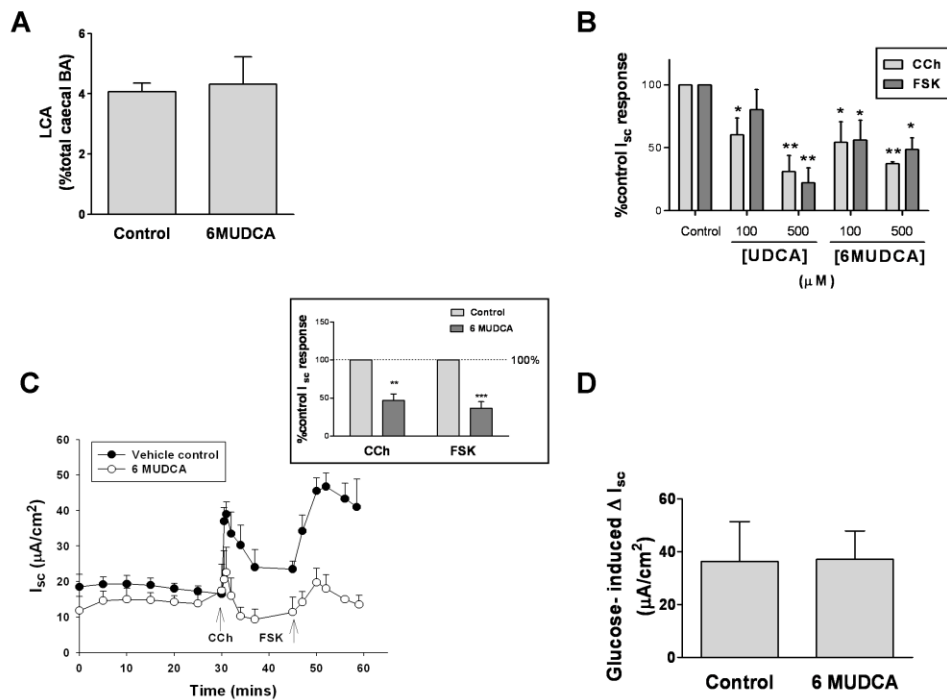 A
LCA
(%total caecal BA)
6
4
2
0
Control
6MUDCA
B
%control Isc response
100
50
0
CCh
FSK
*
**
**
*
*
**
*
Control
100
500
100
500
[UDCA]
[6MUDCA]
(μM)
C
%control Isc response
150
100
50
0
Control
6 MUDCA
100%
**
***
CCh
FSK
Isc (μA/cm²)
60
50
40
30
20
10
0
Vehicle control
6 MUDCA
CCh
FSK
0 10 20 30 40 50 60
Time (mins)
D
Glucose- induced Δ Isc
(μA/cm²)
60
40
20
0
Control
6 MUDCA